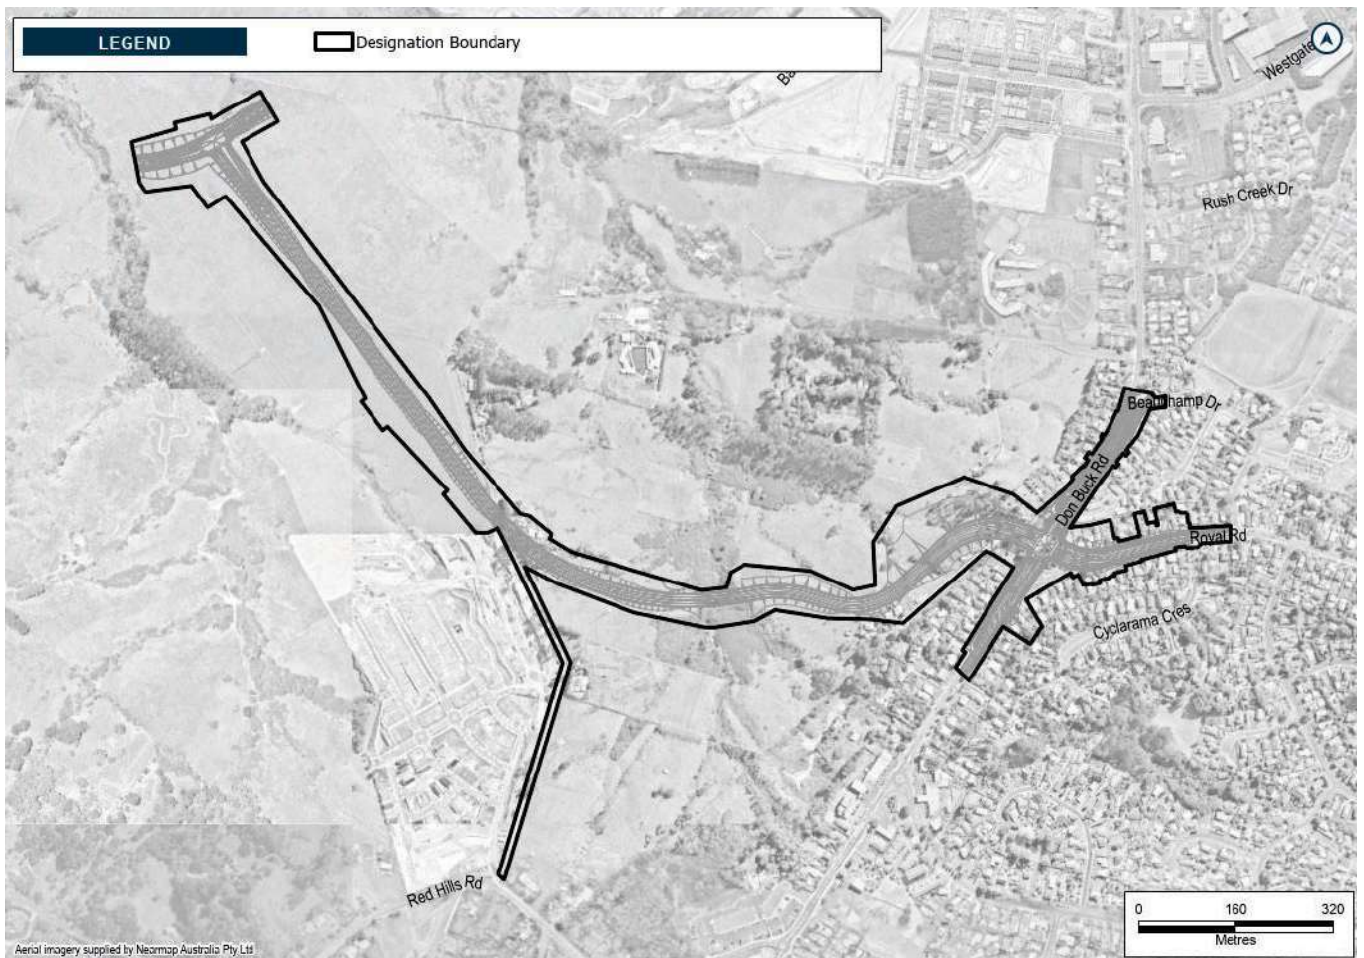 LEGEND
Designation Boundary
Westgate
Ba
Rush Creek Dr
Beauchamp Dr
Don Buck Rd
Royal Rd
Cyclarama Cres
Red Hills Rd
0 160 320
Metres
Aerial imagery supplied by Nearmap Australia Pty Ltd